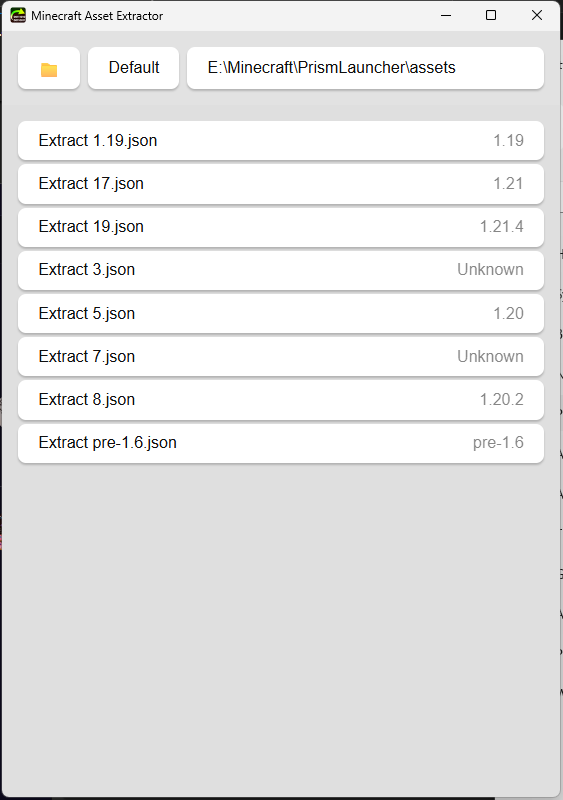 Minecraft Asset Extractor
Default E:\Minecraft\PrismLauncher\assets
Extract 1.19.json 1.19
Extract 17.json 1.21
Extract 19.json 1.21.4
Extract 3.json Unknown
Extract 5.json 1.20
Extract 7.json Unknown
Extract 8.json 1.20.2
Extract pre-1.6.json pre-1.6